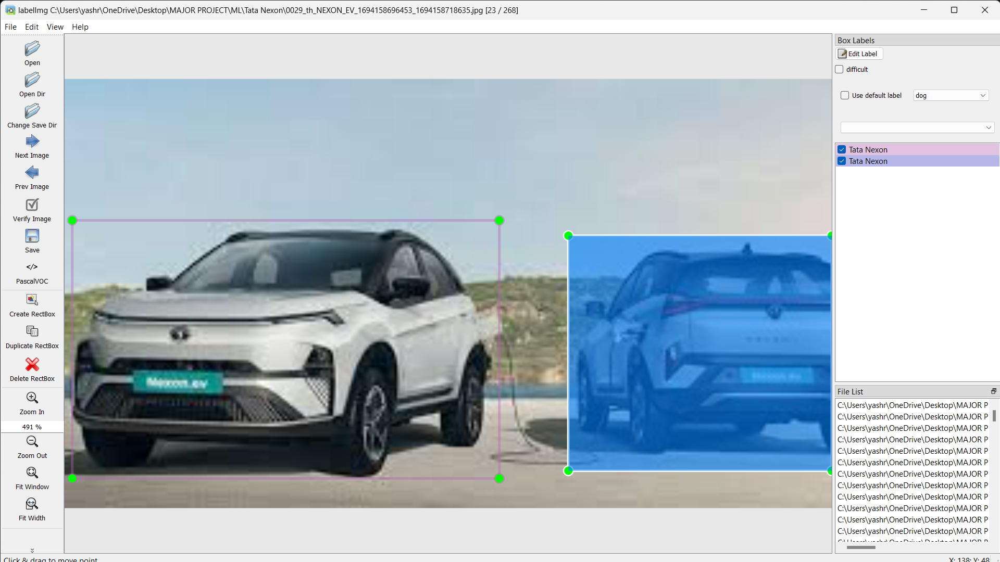 labelImg C:\Users\yashr\OneDrive\Desktop\MAJOR PROJECT\ML\Tata Nexon\0029_th_NEXON_EV_1694158696453_1694158718635.jpg [23 / 268]
File Edit View Help
Open
Open Dir
Change Save Dir
Next Image
Prev Image
Verify Image
Save
</>
PascalVOC
Create RectBox
Duplicate RectBox
Delete RectBox
Zoom In
491 %
Zoom Out
Fit Window
Fit Width
Nexon.ev
Nexon.ev
Box Labels
Edit Label
difficult
Use default label dog
Tata Nexon
Tata Nexon
File List
C:\Users\yashr\OneDrive\Desktop\MAJOR P
C:\Users\yashr\OneDrive\Desktop\MAJOR P
C:\Users\yashr\OneDrive\Desktop\MAJOR P
C:\Users\yashr\OneDrive\Desktop\MAJOR P
C:\Users\yashr\OneDrive\Desktop\MAJOR P
C:\Users\yashr\OneDrive\Desktop\MAJOR P
C:\Users\yashr\OneDrive\Desktop\MAJOR P
C:\Users\yashr\OneDrive\Desktop\MAJOR P
C:\Users\yashr\OneDrive\Desktop\MAJOR P
C:\Users\yashr\OneDrive\Desktop\MAJOR P
C:\Users\yashr\OneDrive\Desktop\MAJOR P
C:\Users\yashr\OneDrive\Desktop\MAJOR P
Click & drag to move point
X: 138; Y: 48